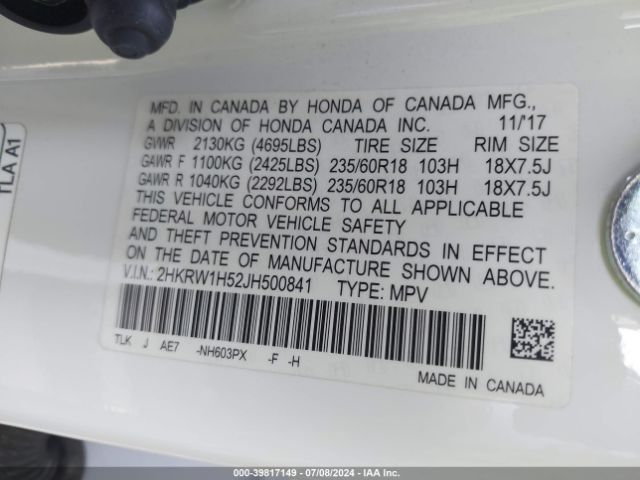 MFD. IN CANADA BY HONDA OF CANADA MFG.,
A DIVISION OF HONDA CANADA INC. 11/'17
GVWR 2130KG (4695LBS) TIRE SIZE RIM SIZE
GAWR F 1100KG (2425LBS) 235/60R18 103H 18X7.5J
GAWR R 1040KG (2292LBS) 235/60R18 103H 18X7.5J
THIS VEHICLE CONFORMS TO ALL APPLICABLE
FEDERAL MOTOR VEHICLE SAFETY
AND THEFT PREVENTION STANDARDS IN EFFECT
ON THE DATE OF MANUFACTURE SHOWN ABOVE.
V.I.N.: 2HKRW1H52JH500841 TYPE: MPV
TLK J AE7 -NH603PX -F -H
MADE IN CANADA
TLA A1
000-39817149 - 07/08/2024 - IAA Inc.